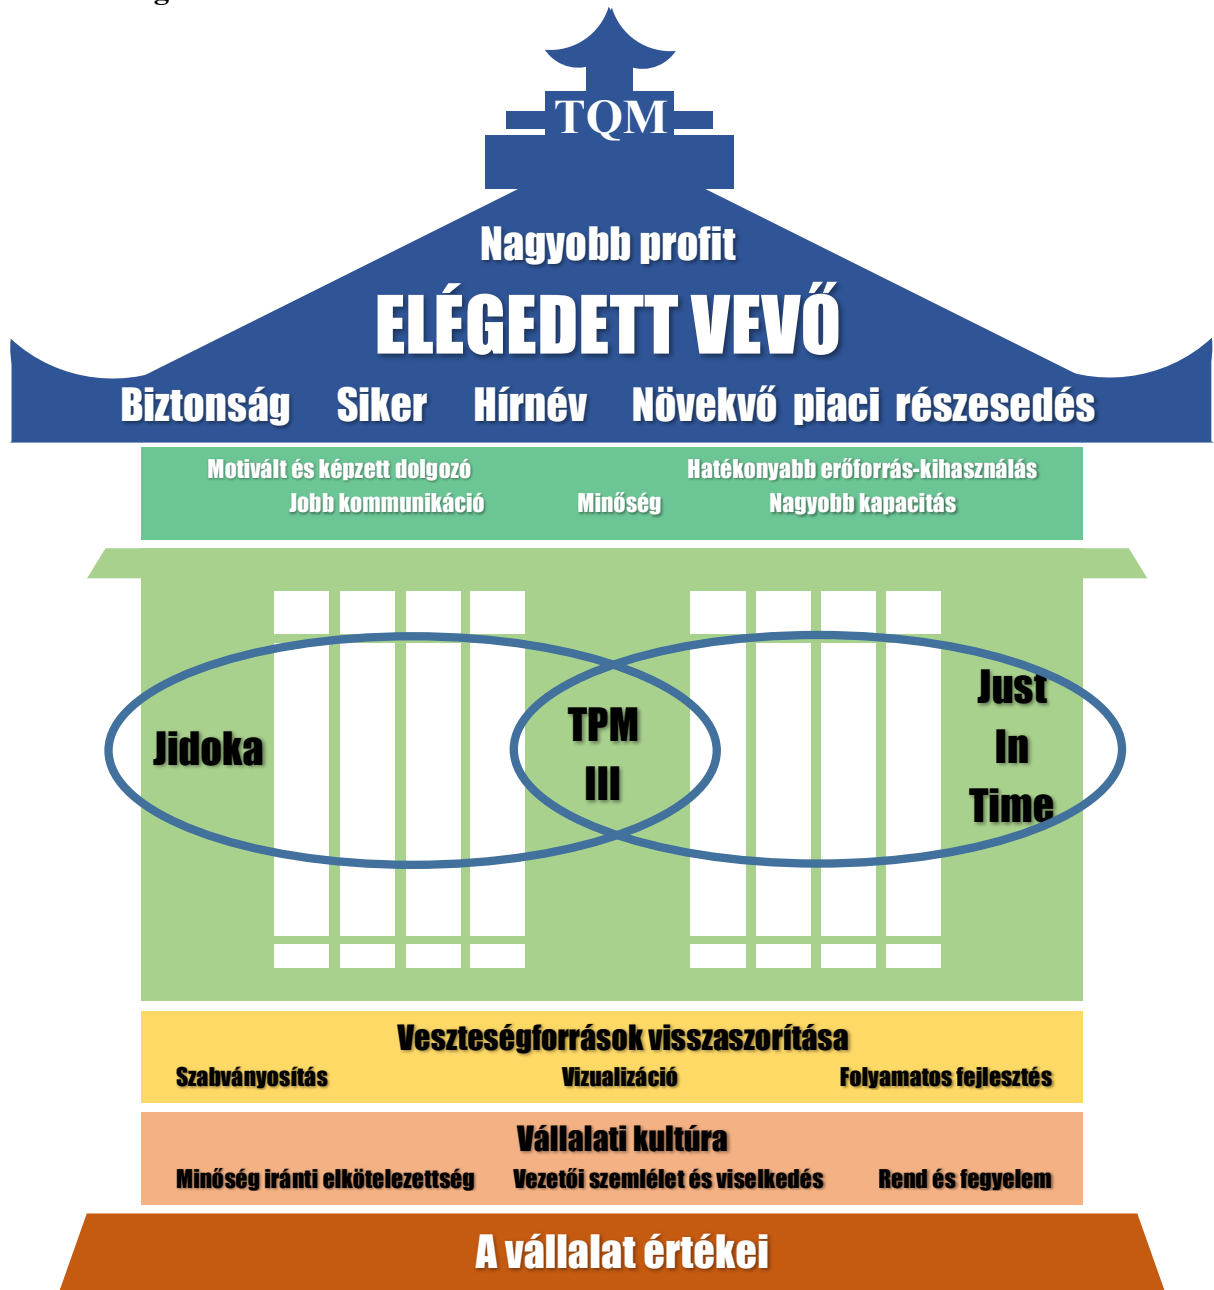 TQM
Nagyobb profit
ELÉGEDETT VEVŐ
Biztonság Siker Hírnév Növekvő piaci részesedés
Motivált és képzett dolgozó Hatékonyabb erőforrás-kihasználás
Jobb kommunikáció Minőség Nagyobb kapacitás
Jidoka
TPM
III
Just
In
Time
Veszteségforrások visszaszorítása
Szabványosítás Vizualizáció Folyamatos fejlesztés
Vállalati kultúra
Minőség iránti elkötelezettség Vezetői szemlélet és viselkedés Rend és fegyelem
A vállalat értékei